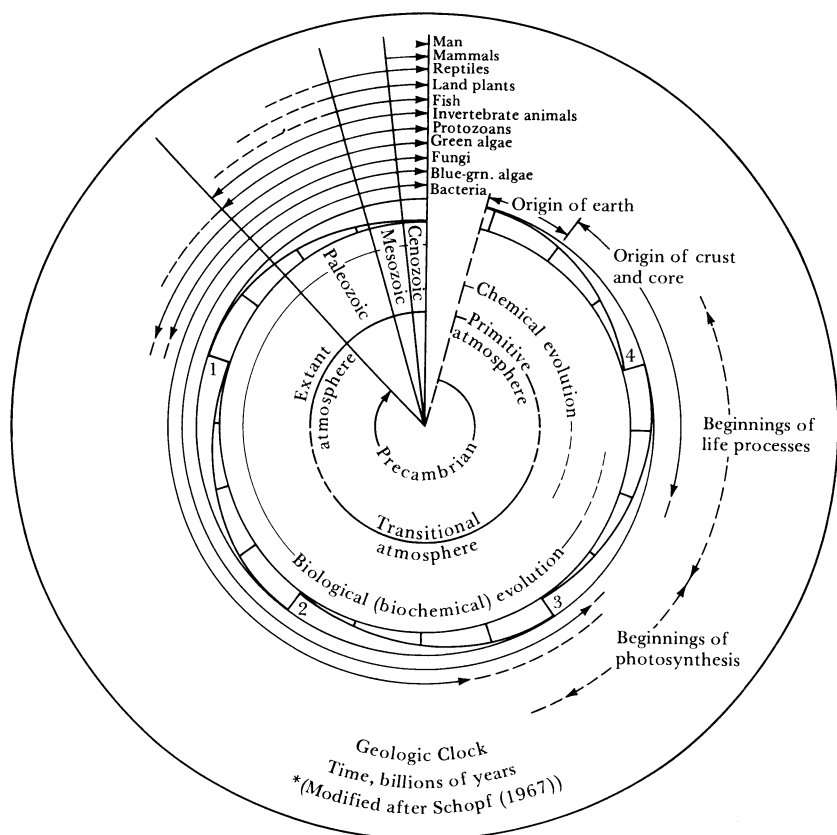 Man
Mammals
Reptiles
Land plants
Fish
Invertebrate animals
Protozoans
Green algae
Fungi
Blue-grn. algae
Bacteria
Origin of earth
Origin of crust
and core
Cenozoic
Mesozoic
Paleozoic
Chemical evolution
Primitive
atmosphere
Extant
atmosphere
1
4
Beginnings of
life processes
Precambrian
Transitional
atmosphere
Biological (biochemical) evolution
2
3
Beginnings of
photosynthesis
Geologic Clock
Time, billions of years
*(Modified after Schopf (1967))